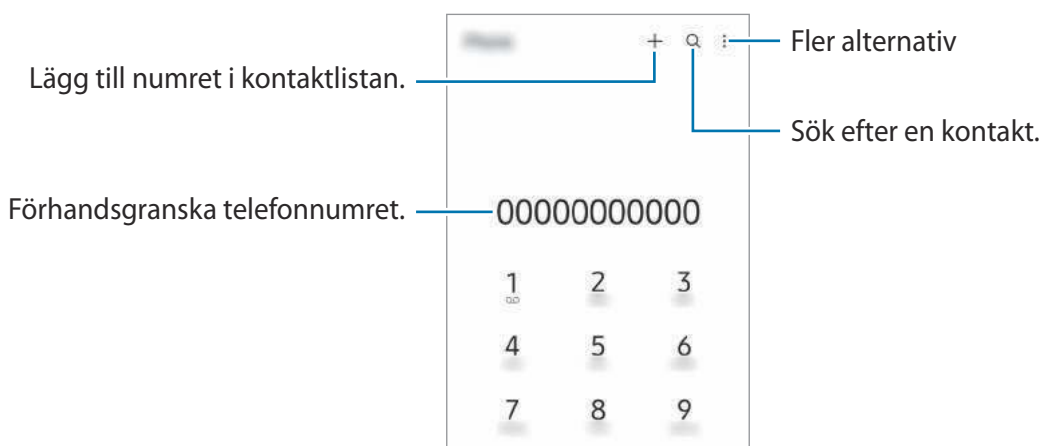 Fler alternativ
Lägg till numret i kontaktlistan.
Sök efter en kontakt.
Förhandsgranska telefonnumret.
00000000000
1 2 3
4 5 6
7 8 9